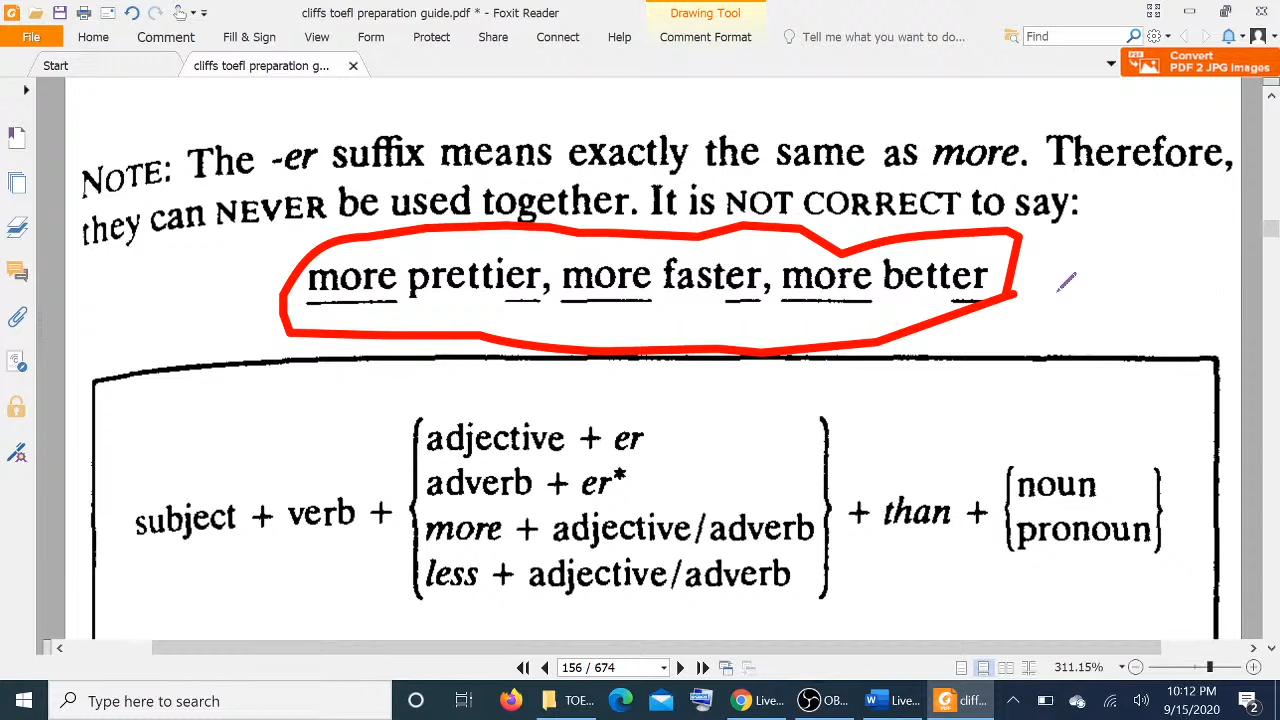 cliffs toefl preparation guide.pdf * - Foxit Reader
Drawing Tool
File Home Comment Fill & Sign View Form Protect Share Connect Help Comment Format Tell me what you want to do... Find
Start cliffs toefl preparation g...
Convert
PDF 2 JPG Images
NOTE: The -er suffix means exactly the same as more. Therefore,
they can NEVER be used together. It is NOT CORRECT to say:
more prettier, more faster, more better
adjective + er
adverb + er*
subject + verb + more + adjective/adverb + than + noun
pronoun
less + adjective/adverb
156 / 674
311.15%
Type here to search
TOE...
Live...
OB...
Live...
cliff...
10:12 PM
9/15/2020
2